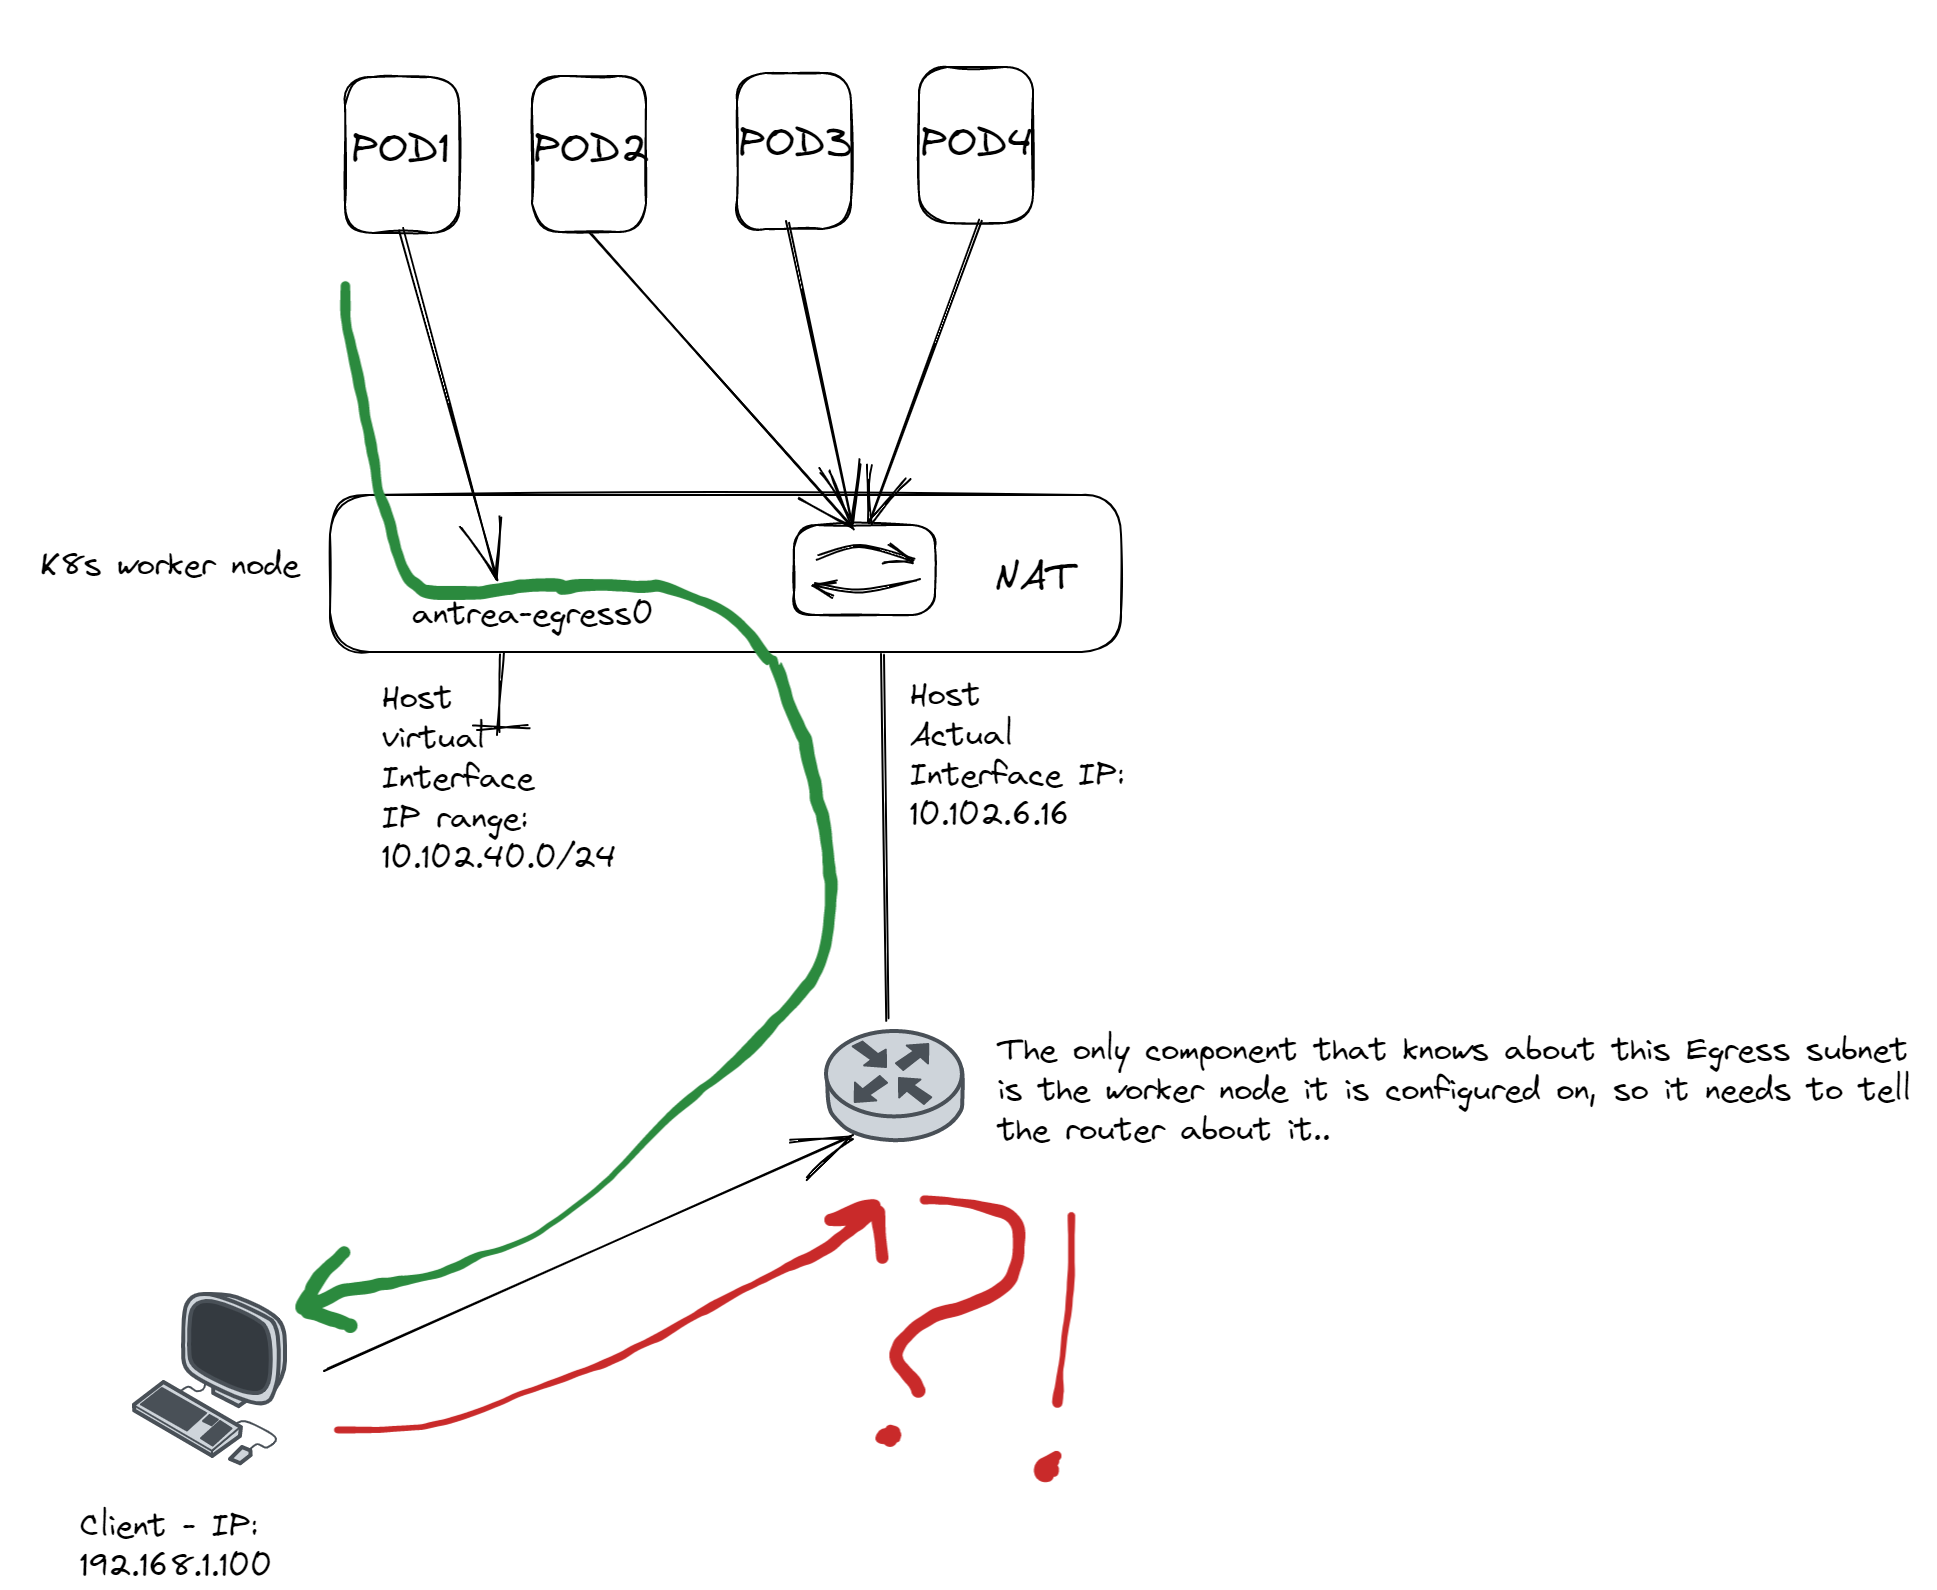 POD1
POD2
POD3
POD4
K8s worker node
antrea-egress0
NAT
Host
virtual
Interface
IP range:
10.102.40.0/24
Host
Actual
Interface IP:
10.102.6.16
The only component that knows about this Egress subnet
is the worker node it is configured on, so it needs to tell
the router about it..
?!
Client - IP:
192.168.1.100